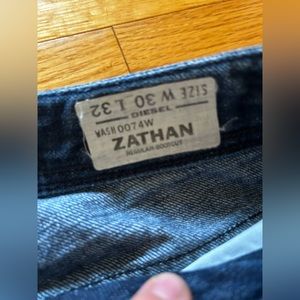 SIZE W 30 L 32
DIESEL
WASH 0074W
ZATHAN
REGULAR-BOOTCUT